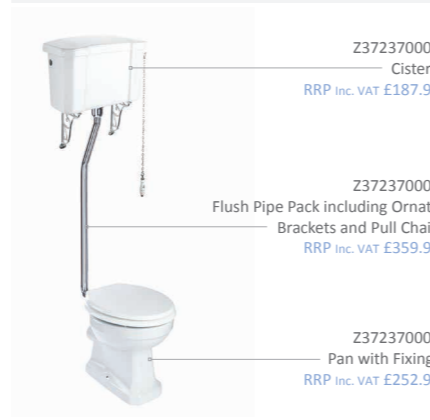 Z37237000
Cister
RRP Inc. VAT £187.9
Z37237000
Flush Pipe Pack including Ornat
Brackets and Pull Chai
RRP Inc. VAT £359.9
Z37237000
Pan with Fixing
RRP Inc. VAT £252.9